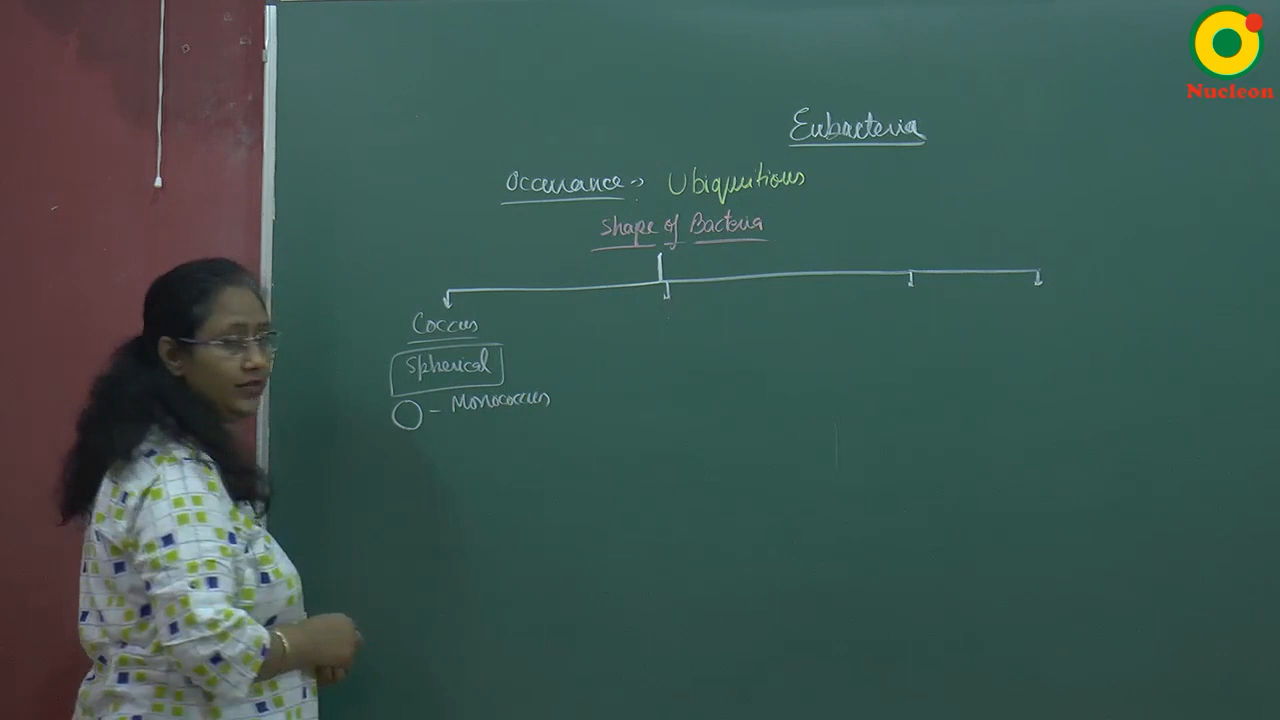 Nucleon
Eubacteria
Occurance :- Ubiquitious
Shape of Bacteria
Coccus
Spherical
- Monococcus